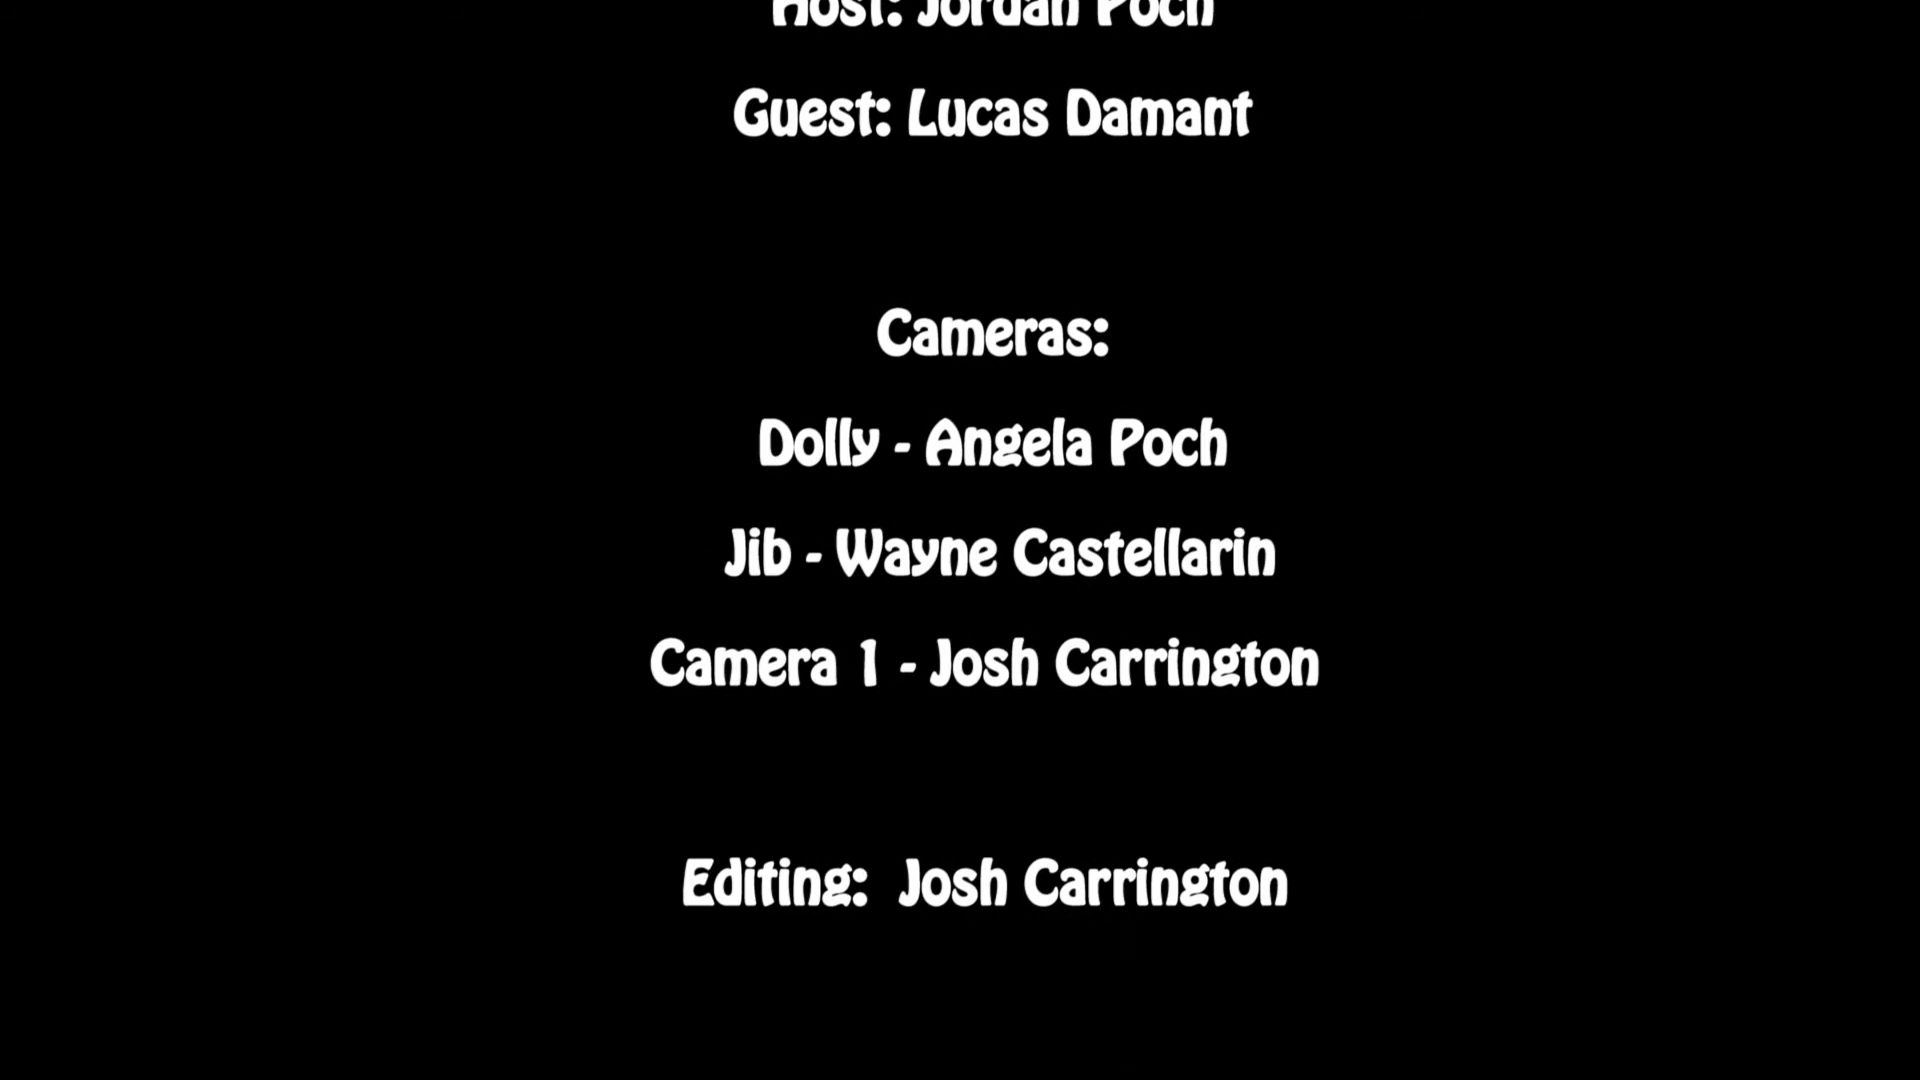 Host: Jordan Poch
Guest: Lucas Damant
Cameras:
Dolly - Angela Poch
Jib - Wayne Castellarin
Camera 1 - Josh Carrington
Editing: Josh Carrington